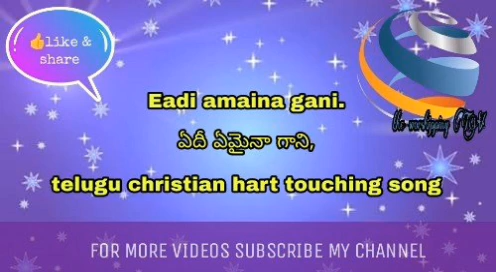 👍like &
share
Eadi amaina gani.
ఏదీ ఏమైనా గాని,
telugu christian hart touching song
FOR MORE VIDEOS SUBSCRIBE MY CHANNEL